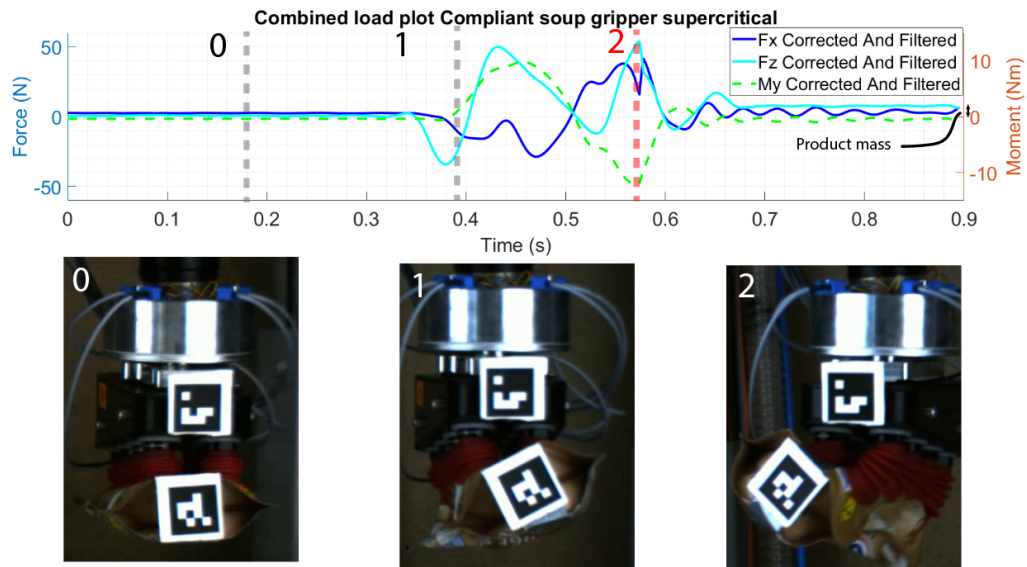 Combined load plot Compliant soup gripper supercritical
0
1
2
Fx Corrected And Filtered
Fz Corrected And Filtered
My Corrected And Filtered
50
0
-50
Force (N)
10
0
-10
Moment (Nm)
Product mass
0 0.1 0.2 0.3 0.4 0.5 0.6 0.7 0.8 0.9
Time (s)
0
1
2